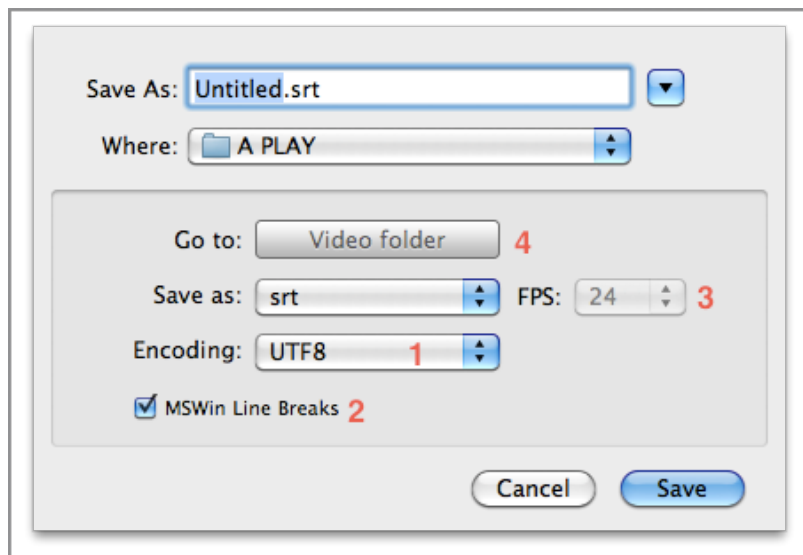 Save As: Untitled.srt
Where: A PLAY
Go to: Video folder 4
Save as: srt FPS: 24 3
Encoding: UTF8 1
MSWin Line Breaks 2
Cancel Save